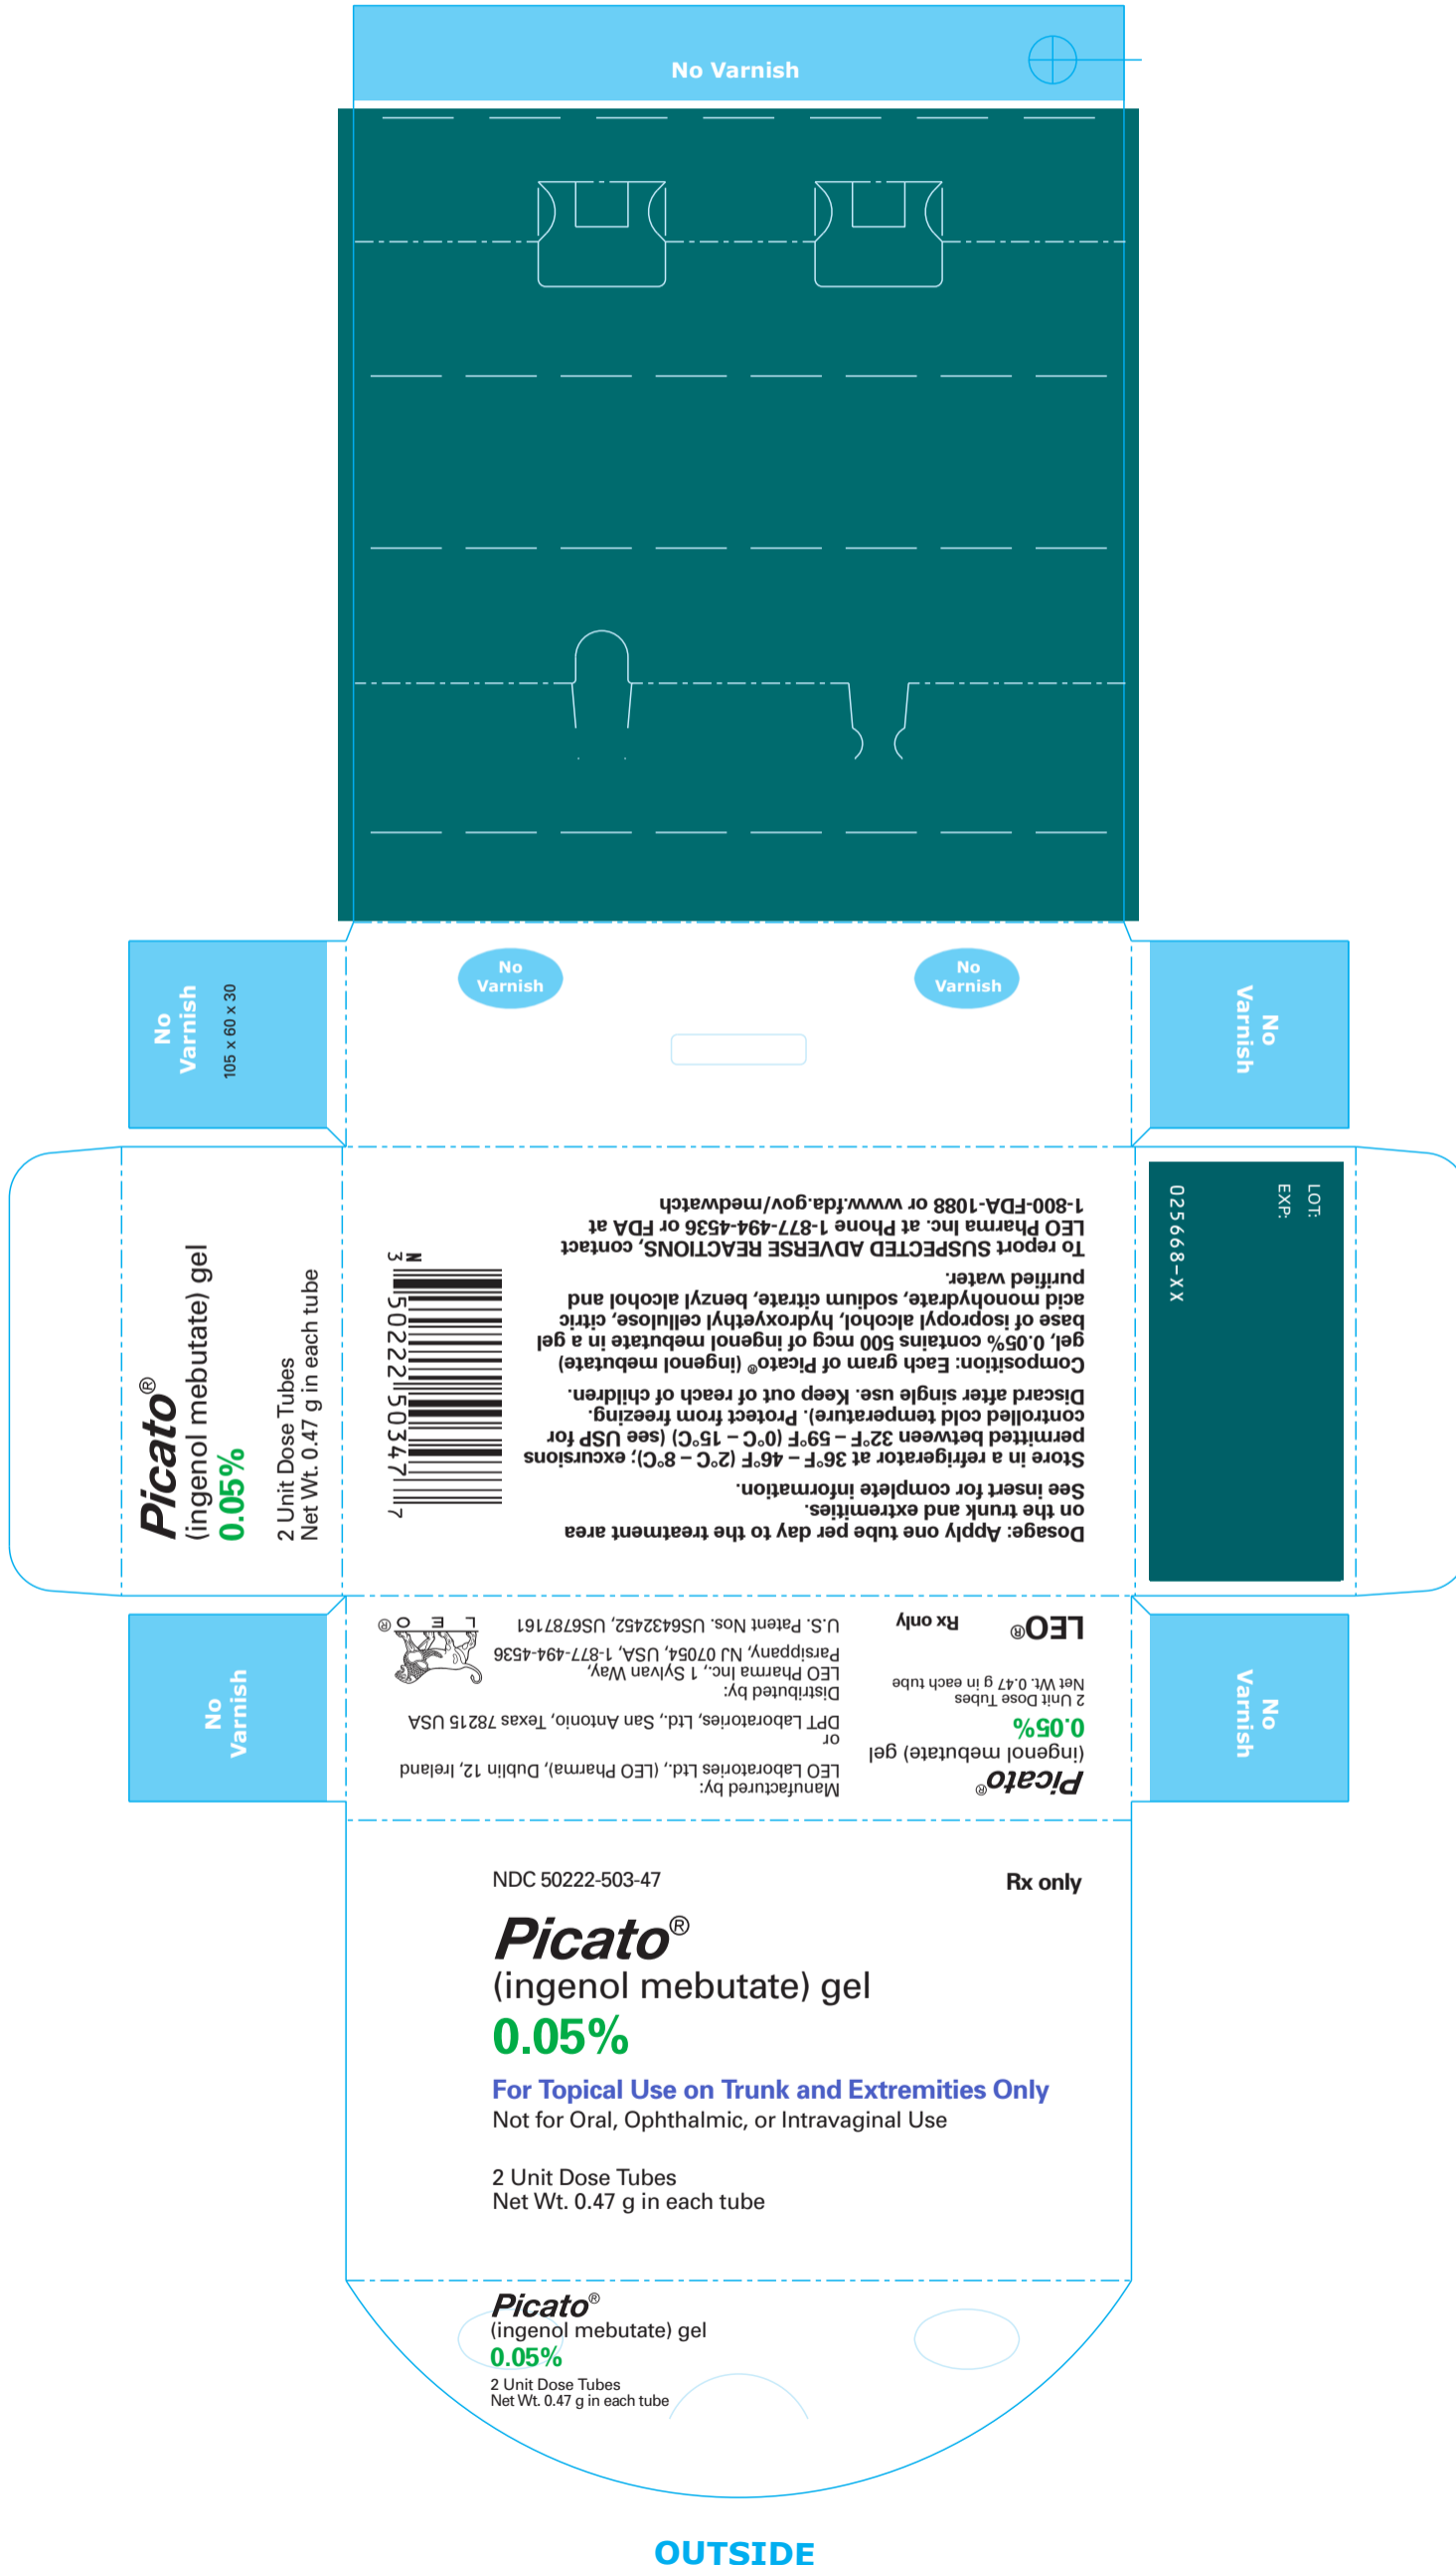 No Varnish
No
Varnish
No
Varnish
No
Varnish
105 x 60 x 30
No
Varnish
Picato®
(ingenol mebutate) gel
0.05%
2 Unit Dose Tubes
Net Wt. 0.47 g in each tube
Dosage: Apply one tube per day to the treatment area
on the trunk and extremities.
See insert for complete information.
Store in a refrigerator at 36°F – 46°F (2°C – 8°C); excursions
permitted between 32°F – 59°F (0°C – 15°C) (see USP for
controlled cold temperature). Protect from freezing.
Discard after single use. Keep out of reach of children.
Composition: Each gram of Picato® (ingenol mebutate)
gel, 0.05% contains 500 mcg of ingenol mebutate in a gel
base of isopropyl alcohol, hydroxyethyl cellulose, citric
acid monohydrate, sodium citrate, benzyl alcohol and
purified water.
To report SUSPECTED ADVERSE REACTIONS, contact
LEO Pharma Inc. at Phone 1-877-494-4536 or FDA at
1-800-FDA-1088 or www.fda.gov/medwatch
N
3 50222 50347 7
LOT:
EXP:
025668-XX
No
Varnish
No
Varnish
Picato®
(ingenol mebutate) gel
0.05%
2 Unit Dose Tubes
Net Wt. 0.47 g in each tube
LEO®
Rx only
Manufactured by:
LEO Laboratories Ltd., (LEO Pharma), Dublin 12, Ireland
or
DPT Laboratories, Ltd., San Antonio, Texas 78215 USA
Distributed by:
LEO Pharma Inc., 1 Sylvan Way,
Parsippany, NJ 07054, USA, 1-877-494-4536
U.S. Patent Nos. US6432452, US6787161
LEO®
NDC 50222-503-47
Rx only
Picato®
(ingenol mebutate) gel
0.05%
For Topical Use on Trunk and Extremities Only
Not for Oral, Ophthalmic, or Intravaginal Use
2 Unit Dose Tubes
Net Wt. 0.47 g in each tube
Picato®
(ingenol mebutate) gel
0.05%
2 Unit Dose Tubes
Net Wt. 0.47 g in each tube
OUTSIDE